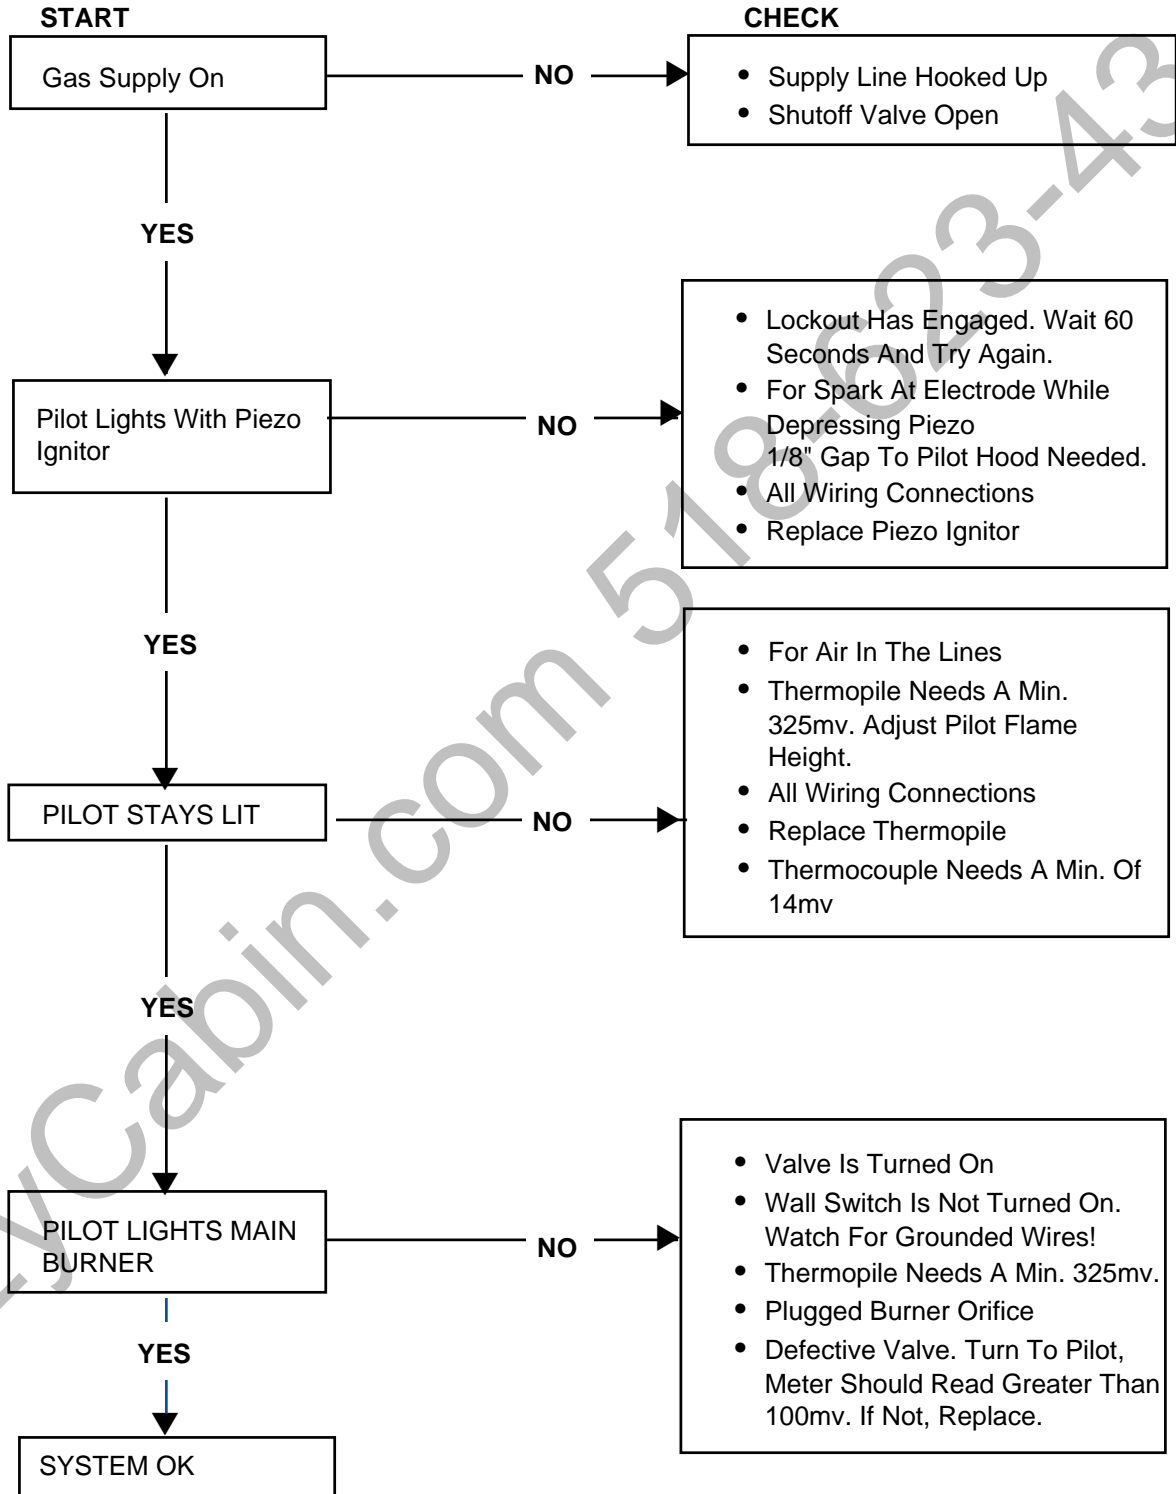 START
CHECK
Gas Supply On
NO
• Supply Line Hooked Up
• Shutoff Valve Open
YES
Pilot Lights With Piezo
Ignitor
NO
• Lockout Has Engaged. Wait 60
Seconds And Try Again.
• For Spark At Electrode While
Depressing Piezo
1/8" Gap To Pilot Hood Needed.
• All Wiring Connections
• Replace Piezo Ignitor
YES
PILOT STAYS LIT
NO
• For Air In The Lines
• Thermopile Needs A Min.
325mv. Adjust Pilot Flame
Height.
• All Wiring Connections
• Replace Thermopile
• Thermocouple Needs A Min. Of
14mv
YES
PILOT LIGHTS MAIN
BURNER
NO
• Valve Is Turned On
• Wall Switch Is Not Turned On.
Watch For Grounded Wires!
• Thermopile Needs A Min. 325mv.
• Plugged Burner Orifice
• Defective Valve. Turn To Pilot,
Meter Should Read Greater Than
100mv. If Not, Replace.
YES
SYSTEM OK
yCabin.com 518-623-43